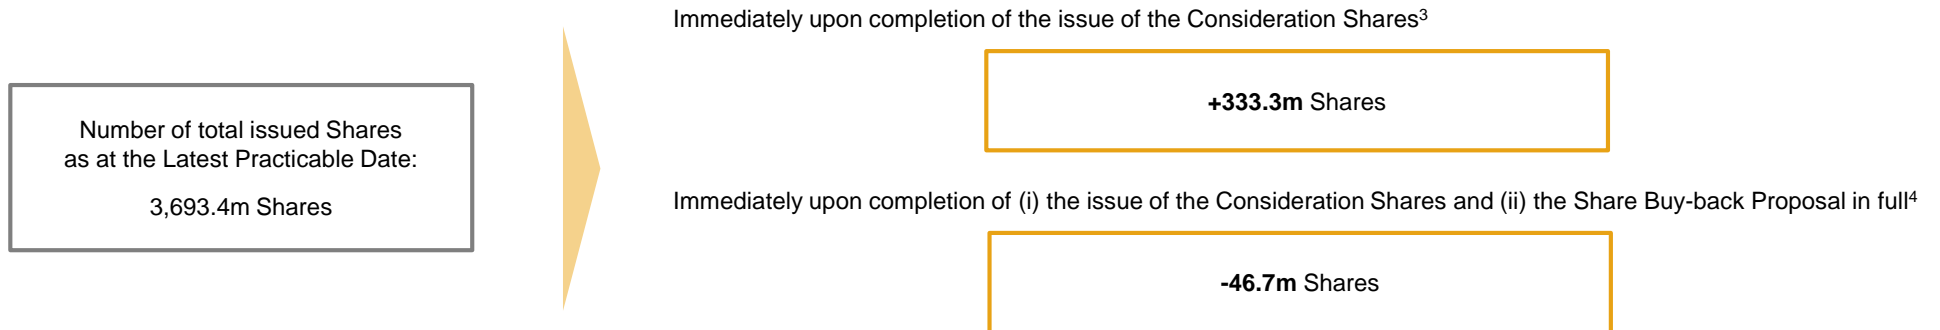 Immediately upon completion of the issue of the Consideration Shares³
+333.3m Shares
Number of total issued Shares
as at the Latest Practicable Date:
3,693.4m Shares
Immediately upon completion of (i) the issue of the Consideration Shares and (ii) the Share Buy-back Proposal in full⁴
-46.7m Shares